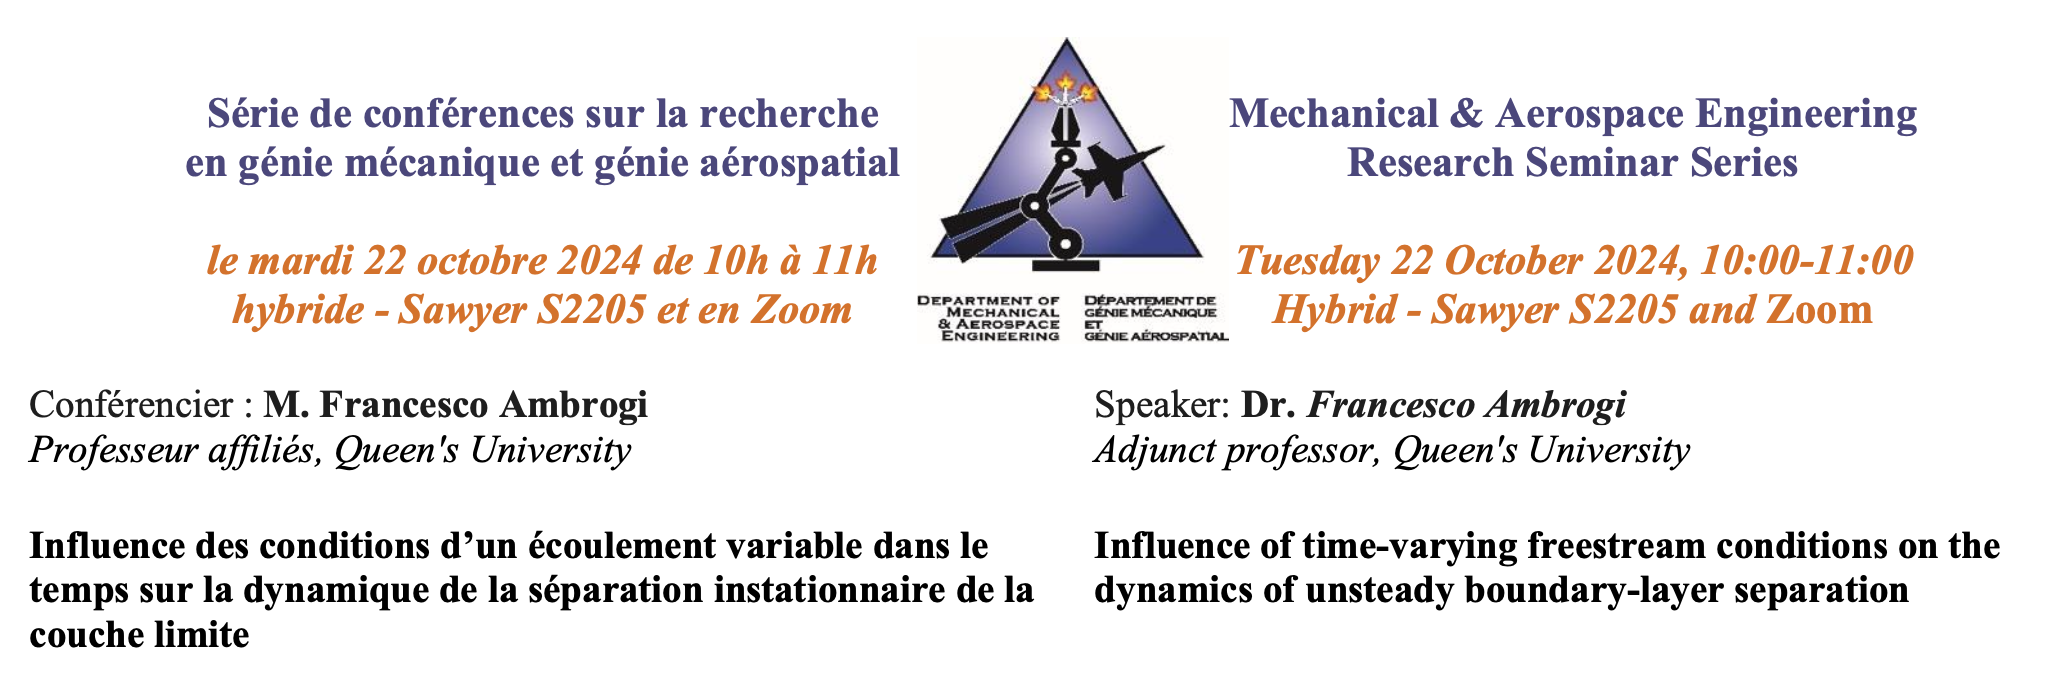 Série de conférences sur la recherche
en génie mécanique et génie aérospatial
le mardi 22 octobre 2024 de 10h à 11h
hybride - Sawyer S2205 et en Zoom
DEPARTMENT OF
MECHANICAL
& AEROSPACE
ENGINEERING
DÉPARTEMENT DE
GÉNIE MÉCANIQUE
ET
GÉNIE AÉROSPATIAL
Mechanical & Aerospace Engineering
Research Seminar Series
Tuesday 22 October 2024, 10:00-11:00
Hybrid - Sawyer S2205 and Zoom
Conférencier : M. Francesco Ambrogi
Professeur affiliés, Queen's University
Influence des conditions d’un écoulement variable dans le
temps sur la dynamique de la séparation instationnaire de la
couche limite
Speaker: Dr. Francesco Ambrogi
Adjunct professor, Queen's University
Influence of time-varying freestream conditions on the
dynamics of unsteady boundary-layer separation